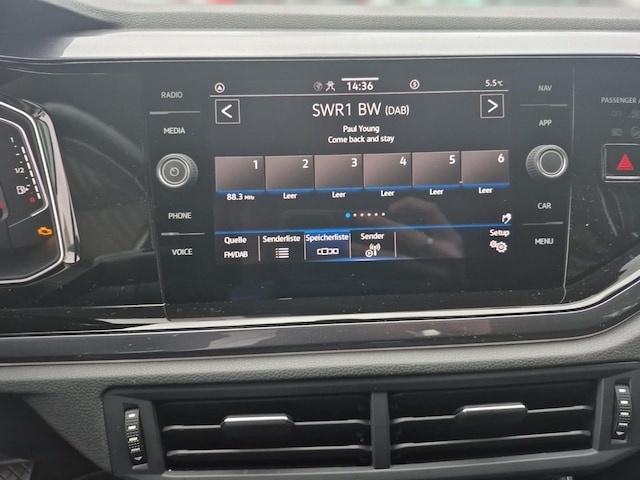 14:36
5.5°C
SWR1 BW (DAB)
Paul Young
Come back and stay
1 2 3 4 5 6
88.3 MHz Leer Leer Leer Leer Leer
Quelle Senderliste Speicherliste Sender Setup
FM/DAB
RADIO
MEDIA
PHONE
VOICE
NAV
APP
CAR
MENU
PASSENGER
1
1/2
0